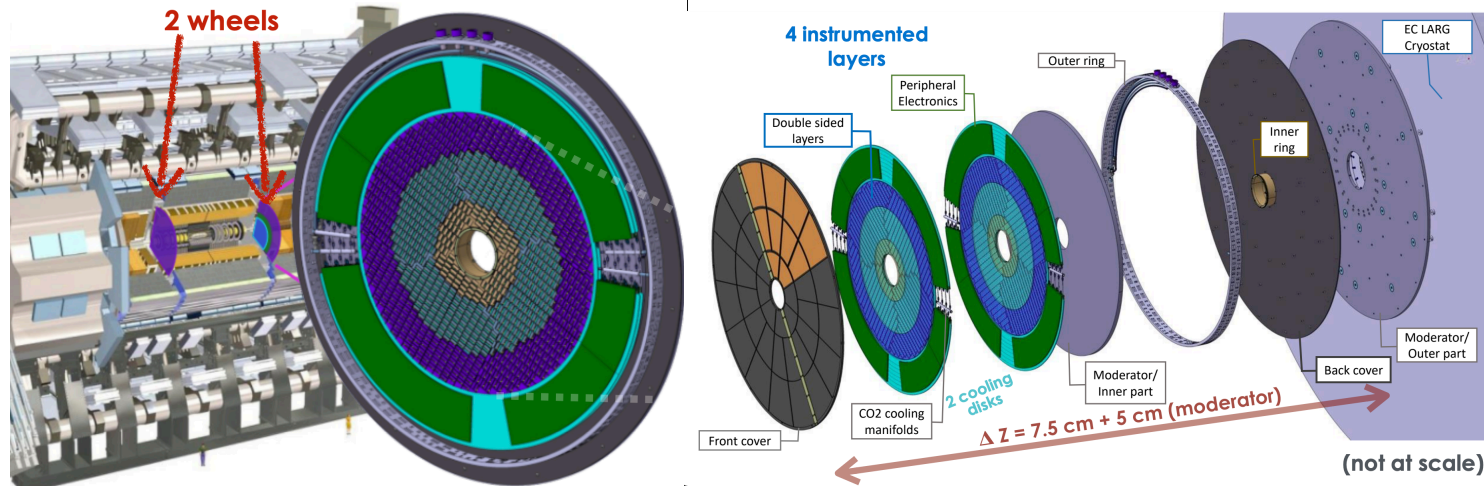 2 wheels
4 instrumented
layers
Outer ring
EC LARG
Cryostat
Peripheral
Electronics
Double sided
layers
Inner
ring
Moderator/
Outer part
Back cover
Moderator/
Inner part
2 cooling
disks
CO2 cooling
manifolds
Front cover
Δ Z = 7.5 cm + 5 cm (moderator)
(not at scale)